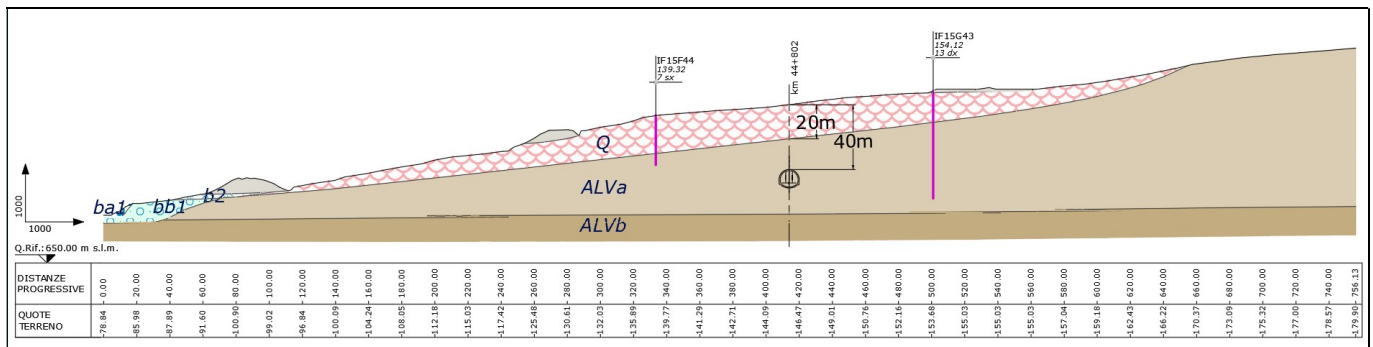 IF15G43
154.12
13 dx
km 44+802
IF15F44
139.32
7 sx
20m
40m
Q
ALVa
b2
ba1
bb1
ALVb
1000
1000
Q.Rif.:650.00 m s.l.m.
DISTANZE PROGRESSIVE 0.00 20.00 40.00 60.00 80.00 100.00 120.00 140.00 160.00 180.00 200.00 220.00 240.00 260.00 280.00 300.00 320.00 340.00 360.00 380.00 400.00 420.00 440.00 460.00 480.00 500.00 520.00 540.00 560.00 580.00 600.00 620.00 640.00 660.00 680.00 700.00 720.00 740.00 756.13
QUOTE TERRENO -78.84 -85.98 -87.89 -91.60 -100.90 -99.02 -96.84 -100.09 -104.24 -108.05 -112.18 -115.03 -117.42 -125.48 -130.61 -132.03 -135.89 -139.77 -141.29 -142.71 -144.09 -146.47 -149.01 -150.76 -152.16 -153.68 -155.03 -155.03 -155.03 -157.04 -159.18 -162.43 -166.22 -170.37 -173.09 -175.32 -177.00 -178.57 -179.90